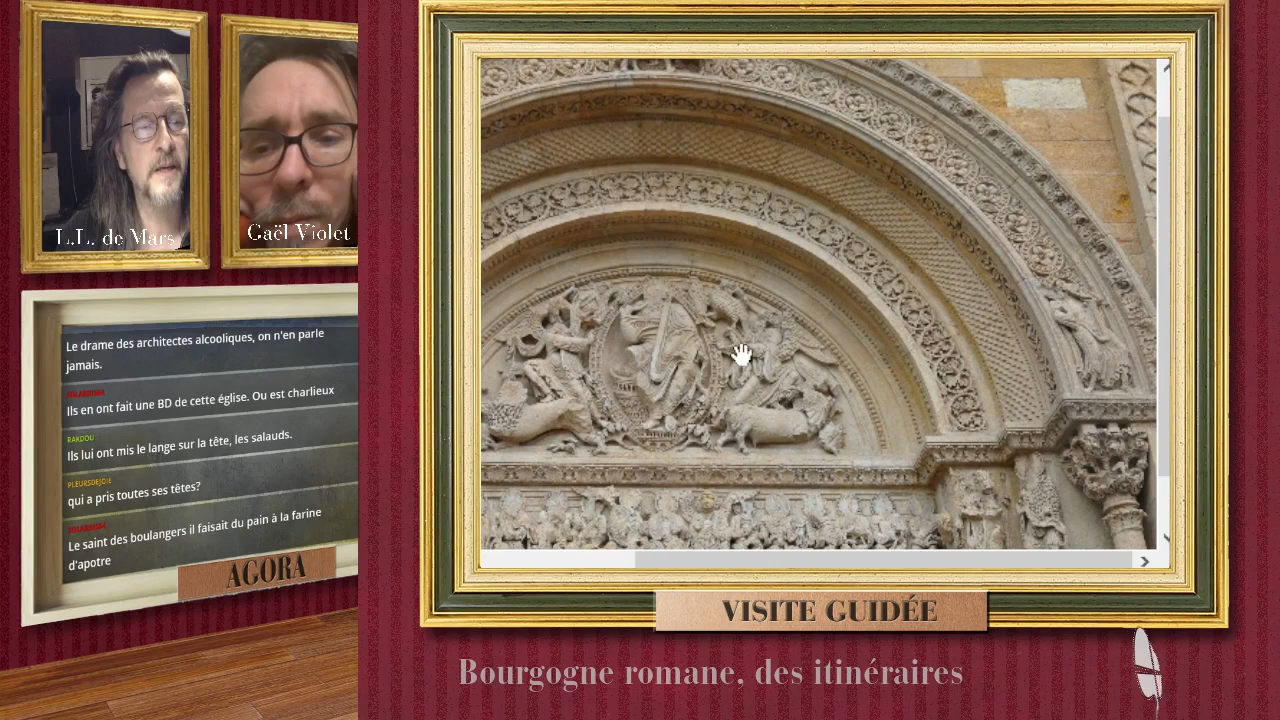 L.L. de Mars
Gaël Violet
Le drame des architectes alcooliques, on n'en parle
jamais.
Ils en ont fait une BD de cette église. Ou est charlieux
RAKDOU
Ils lui ont mis le lange sur la tête, les salauds.
PLEURSDEJOIE
qui a pris toutes ses têtes?
Le saint des boulangers il faisait du pain à la farine
d'apotre
AGORA
VISITE GUIDÉE
Bourgogne romane, des itinéraires